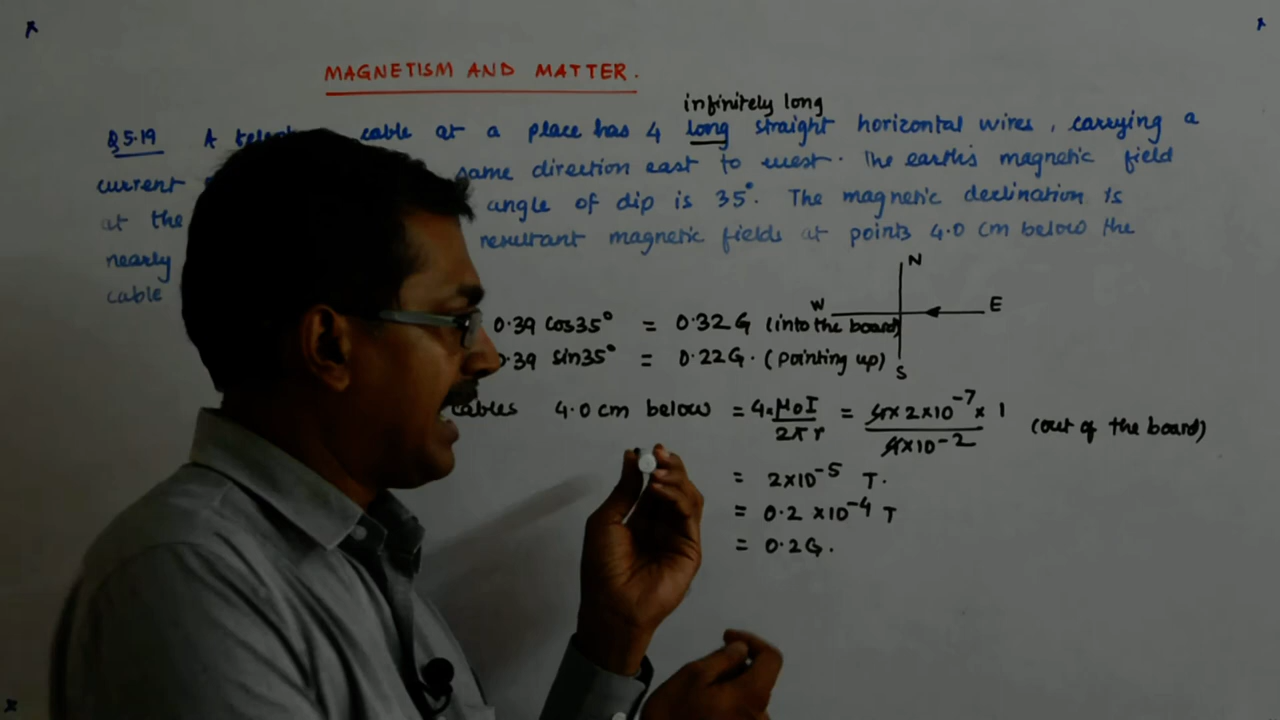 MAGNETISM AND MATTER.
infinitely long
Q 5.19 A cable at a place has 4 long straight horizontal wires, carrying a
current same direction east to west. The earth's magnetic field
at the angle of dip is 35°. The magnetic declination is
nearly resultant magnetic fields at points 4.0 cm below the
cable
N
W E
S
0.39 cos35° = 0.32G (into the board)
0.39 sin35° = 0.22G. (pointing up)
cables 4.0 cm below = 4 × μ0I / 2πr = 4 × 2×10^-7 × 1 / 4×10^-2 (out of the board)
= 2×10^-5 T.
= 0.2 ×10^-4 T
= 0.2G.